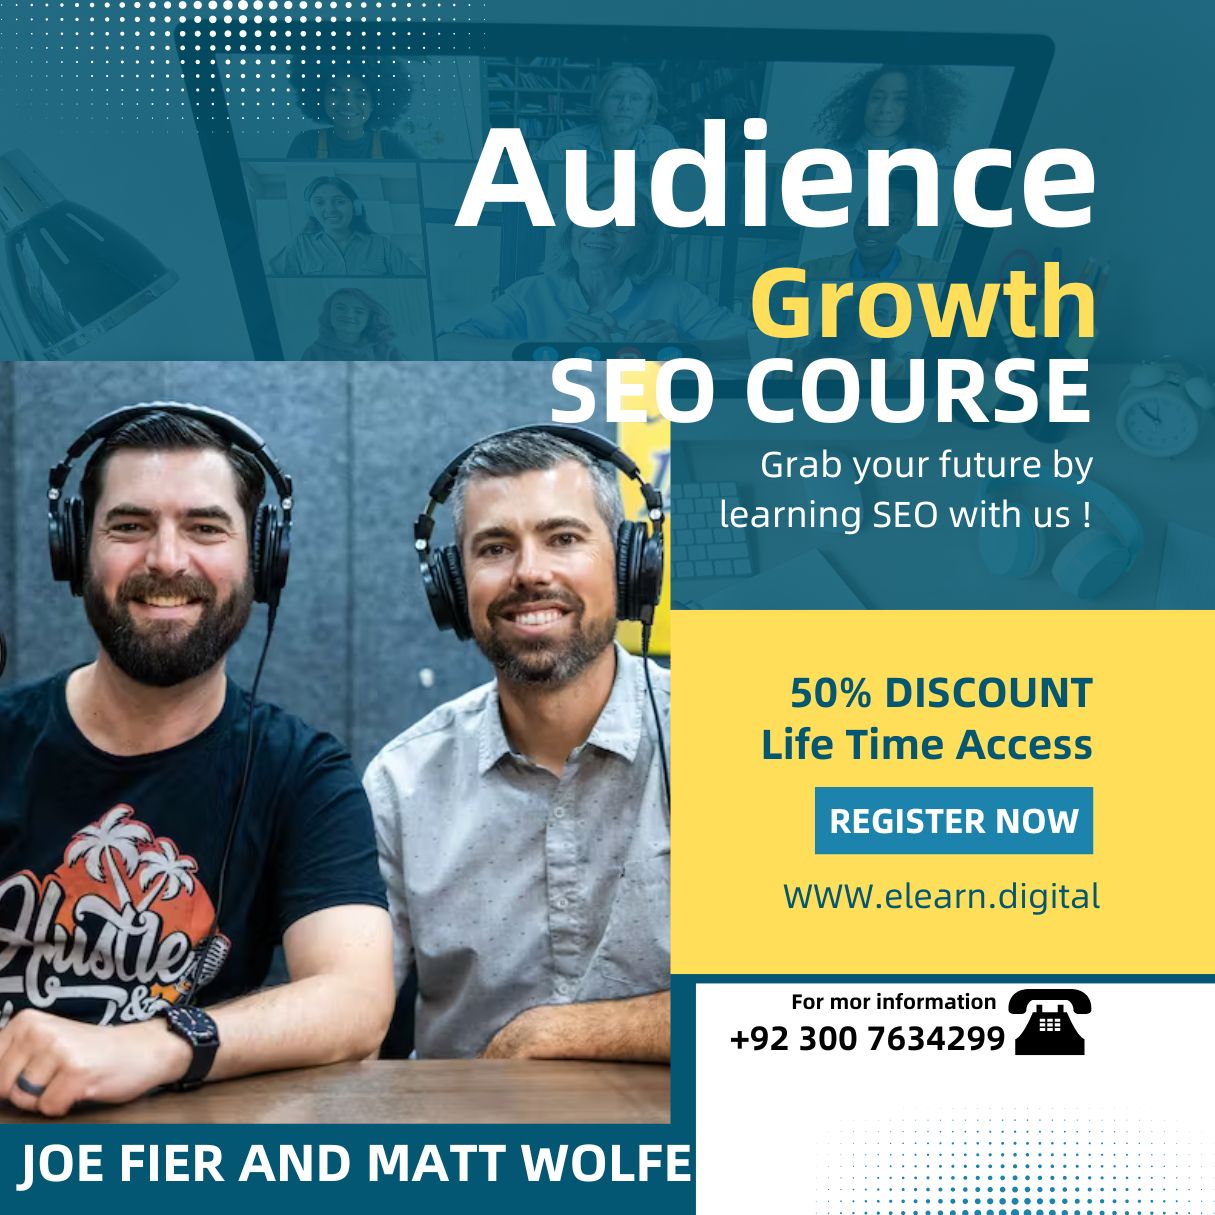 Audience
Growth
SEO COURSE
Grab your future by
learning SEO with us !
50% DISCOUNT
Life Time Access
REGISTER NOW
WWW.elearn.digital
For mor information
+92 300 7634299
Hustle
&
JOE FIER AND MATT WOLFE